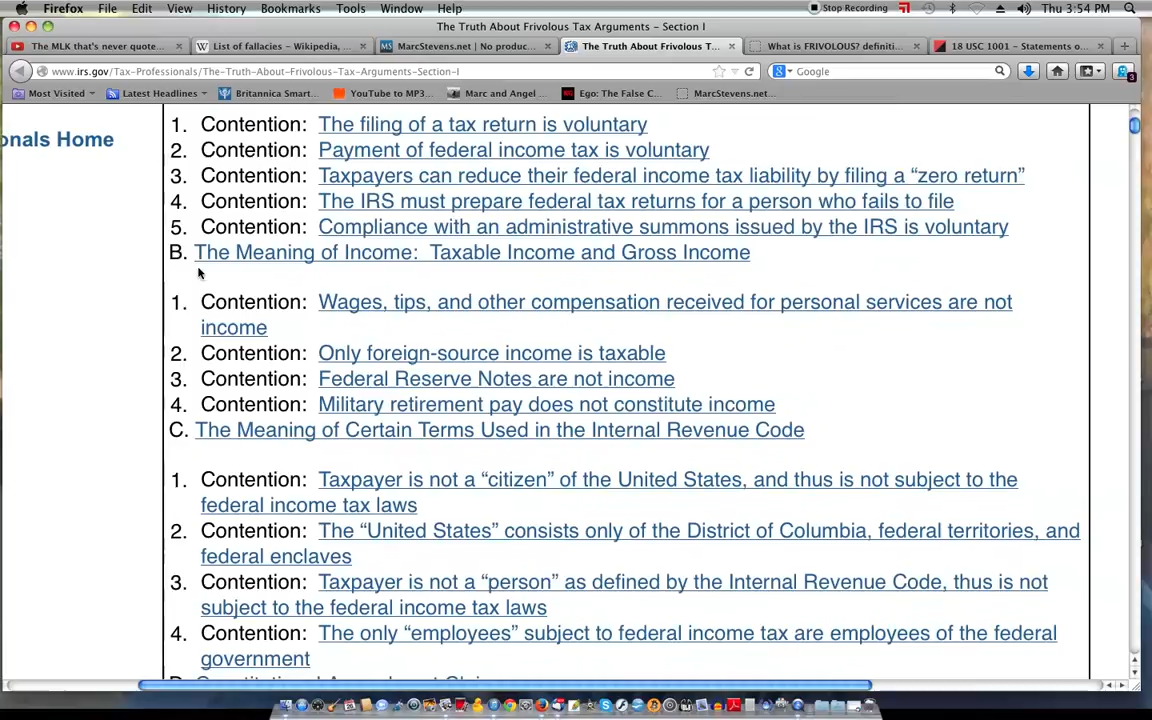 Firefox File Edit View History Bookmarks Tools Window Help Stop Recording Thu 3:54 PM
The Truth About Frivolous Tax Arguments – Section I
The MLK that's never quote... List of fallacies – Wikipedia, ... MarcStevens.net | No produc... The Truth About Frivolous T... What is FRIVOLOUS? definiti... 18 USC 1001 – Statements o...
www.irs.gov/Tax-Professionals/The-Truth-About-Frivolous-Tax-Arguments-Section-I Google
Most Visited Latest Headlines Britannica Smart... YouTube to MP3... Marc and Angel ... Ego: The False C... MarcStevens.net... 3
onals Home
1. Contention: The filing of a tax return is voluntary
2. Contention: Payment of federal income tax is voluntary
3. Contention: Taxpayers can reduce their federal income tax liability by filing a “zero return”
4. Contention: The IRS must prepare federal tax returns for a person who fails to file
5. Contention: Compliance with an administrative summons issued by the IRS is voluntary
B. The Meaning of Income: Taxable Income and Gross Income
1. Contention: Wages, tips, and other compensation received for personal services are not
income
2. Contention: Only foreign-source income is taxable
3. Contention: Federal Reserve Notes are not income
4. Contention: Military retirement pay does not constitute income
C. The Meaning of Certain Terms Used in the Internal Revenue Code
1. Contention: Taxpayer is not a “citizen” of the United States, and thus is not subject to the
federal income tax laws
2. Contention: The “United States” consists only of the District of Columbia, federal territories, and
federal enclaves
3. Contention: Taxpayer is not a “person” as defined by the Internal Revenue Code, thus is not
subject to the federal income tax laws
4. Contention: The only “employees” subject to federal income tax are employees of the federal
government